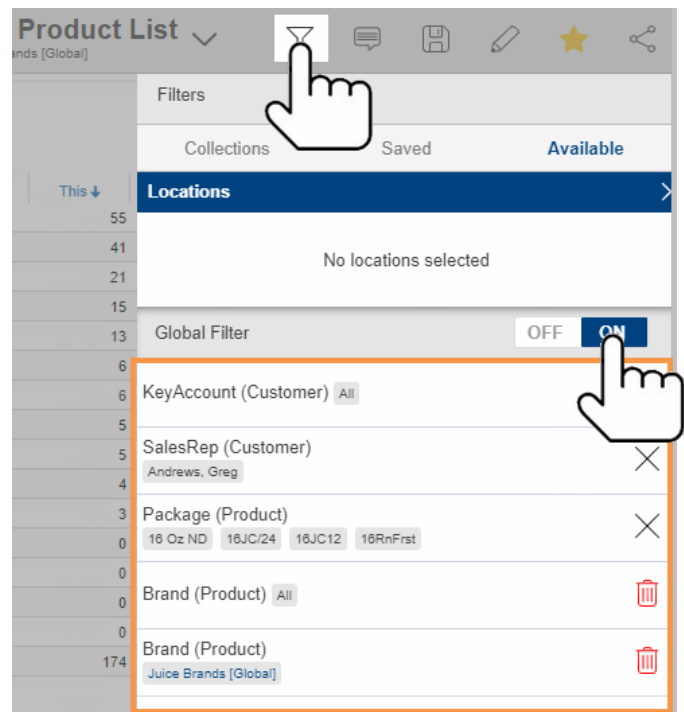 Product List
ands [Global]
Filters
Collections Saved Available
This
Locations
55
41
No locations selected
21
15
13
Global Filter OFF ON
6
6
KeyAccount (Customer) All
5
5
SalesRep (Customer)
Andrews, Greg
4
3
Package (Product)
0
16 Oz ND 16JC/24 16JC12 16RnFrst
0
Brand (Product) All
0
0
Brand (Product)
174
Juice Brands [Global]